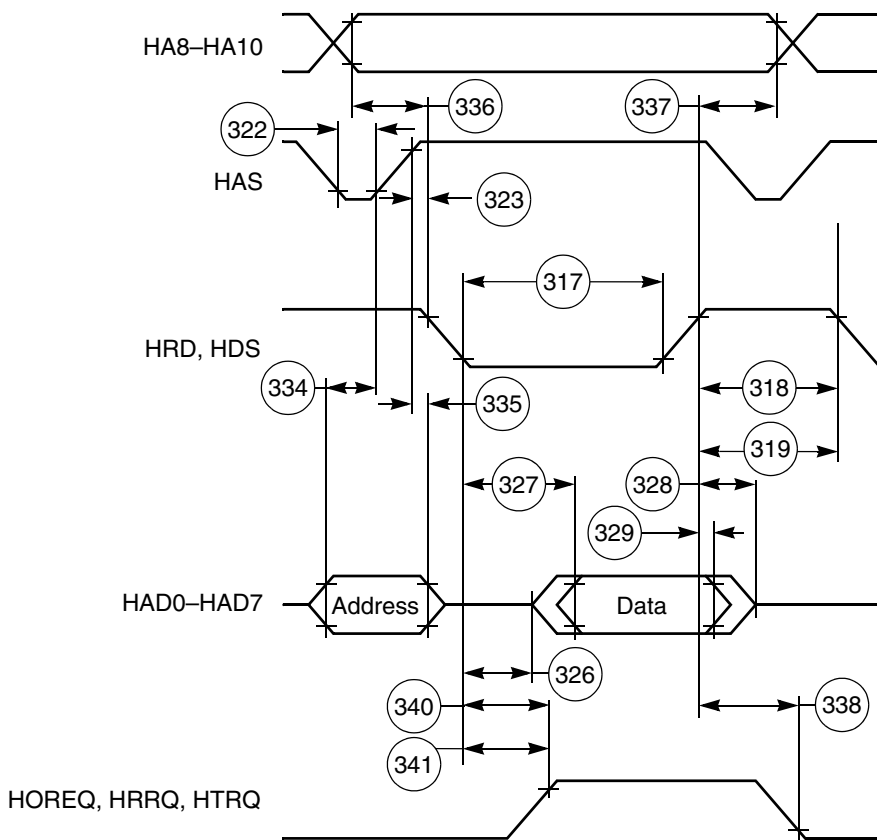 HA8–HA10
336
337
322
HAS
323
317
HRD, HDS
334
335
318
319
327
328
329
HAD0–HAD7
Address
Data
326
340
338
341
HOREQ, HRRQ, HTRQ